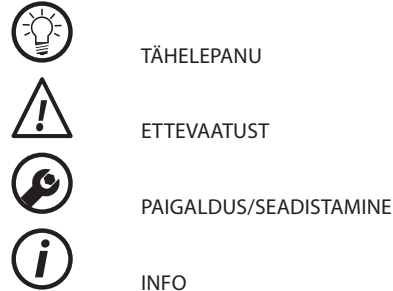 TÄHELEPANU
ETTEVAATUST
PAIGALDUS/SEADISTAMINE
INFO